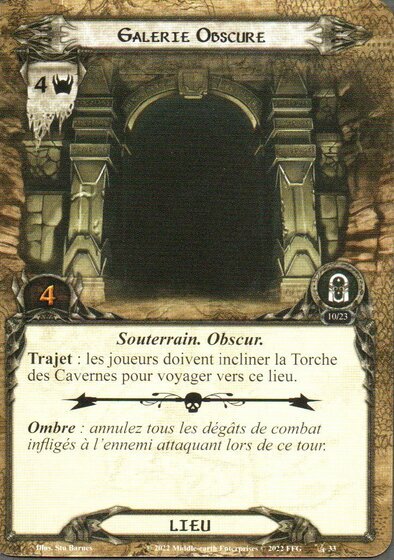 Galerie Obscure
4
4
10/23
Souterrain. Obscur.
Trajet : les joueurs doivent incliner la Torche
des Cavernes pour voyager vers ce lieu.
Ombre : annulez tous les dégâts de combat
infligés à l'ennemi attaquant lors de ce tour.
LIEU
Illus. Stu Barnes © 2022 Middle-earth Enterprises © 2022 FFG 33